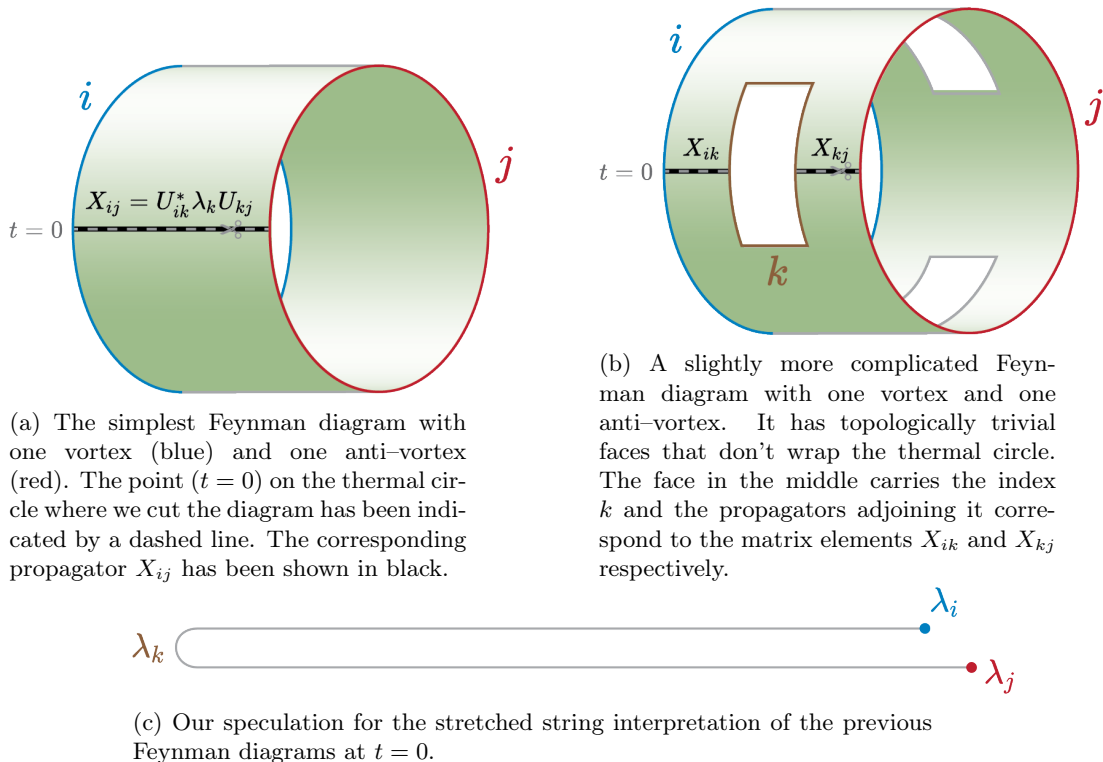 i
j
t = 0
X_{ij} = U^*_{ik} λ_k U_{kj}
(a) The simplest Feynman diagram with
one vortex (blue) and one anti–vortex
(red). The point (t = 0) on the thermal cir-
cle where we cut the diagram has been indi-
cated by a dashed line. The corresponding
propagator X_{ij} has been shown in black.
i
j
t = 0
X_{ik}
X_{kj}
k
(b) A slightly more complicated Feyn-
man diagram with one vortex and one
anti-vortex. It has topologically trivial
faces that don’t wrap the thermal circle.
The face in the middle carries the index
k and the propagators adjoining it corre-
spond to the matrix elements X_{ik} and X_{kj}
respectively.
λ_i
λ_k
λ_j
(c) Our speculation for the stretched string interpretation of the previous
Feynman diagrams at t = 0.